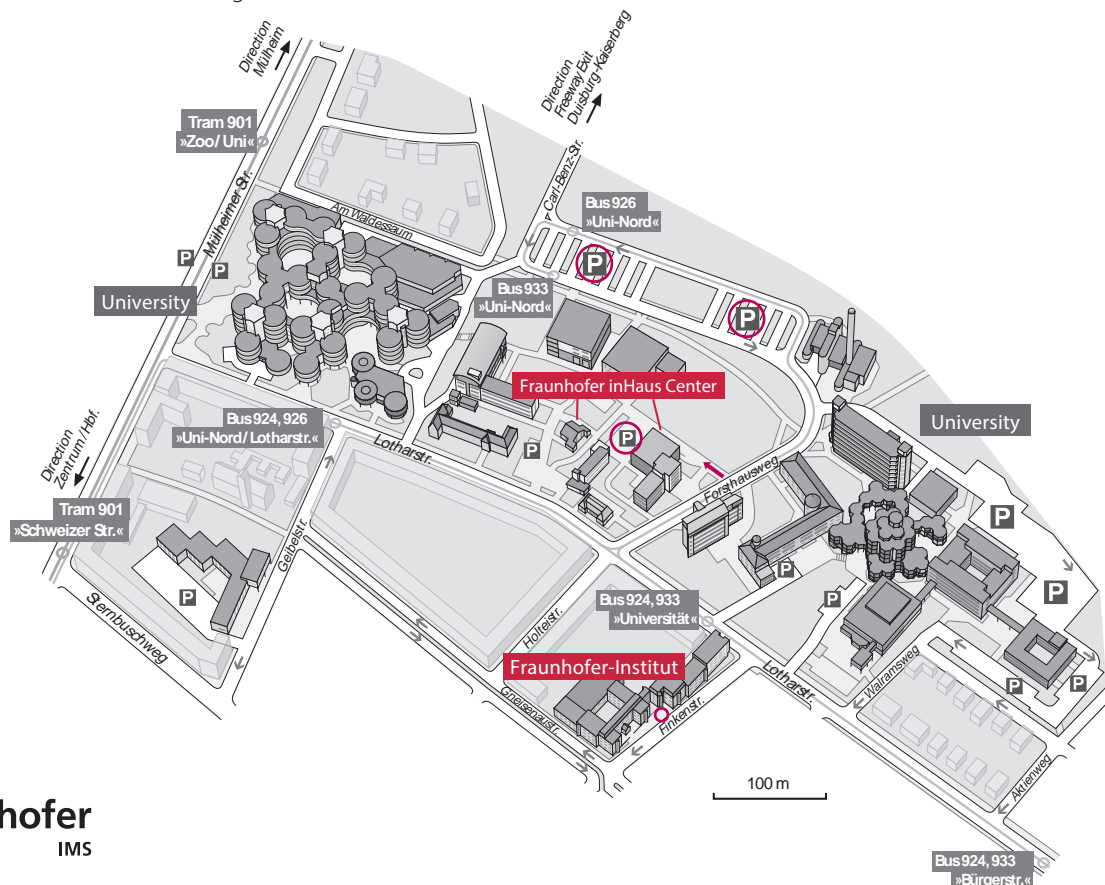 Direction
Mülheim
Direction
Freeway Exit
Duisburg-Kaiserberg
Tram 901
»Zoo / Uni«
Mülheimer Str.
Am Waldessaum
Carl-Benz-Str.
Bus 926
»Uni-Nord«
P
P
P
P
University
Bus 933
»Uni-Nord«
Fraunhofer inHaus Center
Bus 924, 926
»Uni-Nord / Lotharstr.«
Lotharstr.
P
P
University
Direction
Zentrum / Hbf.
Tram 901
»Schweizer Str.«
Forsthausweg
P
Geibelstr.
P
P
P
P
Sternbuschweg
Holteistr.
Bus 924, 933
»Universität«
Fraunhofer-Institut
Lotharstr.
Walramsweg
P
P
Gneisenaustr.
Finkenstr.
100 m
Aktienweg
hofer
IMS
Bus 924, 933
»Bürgerstr.«